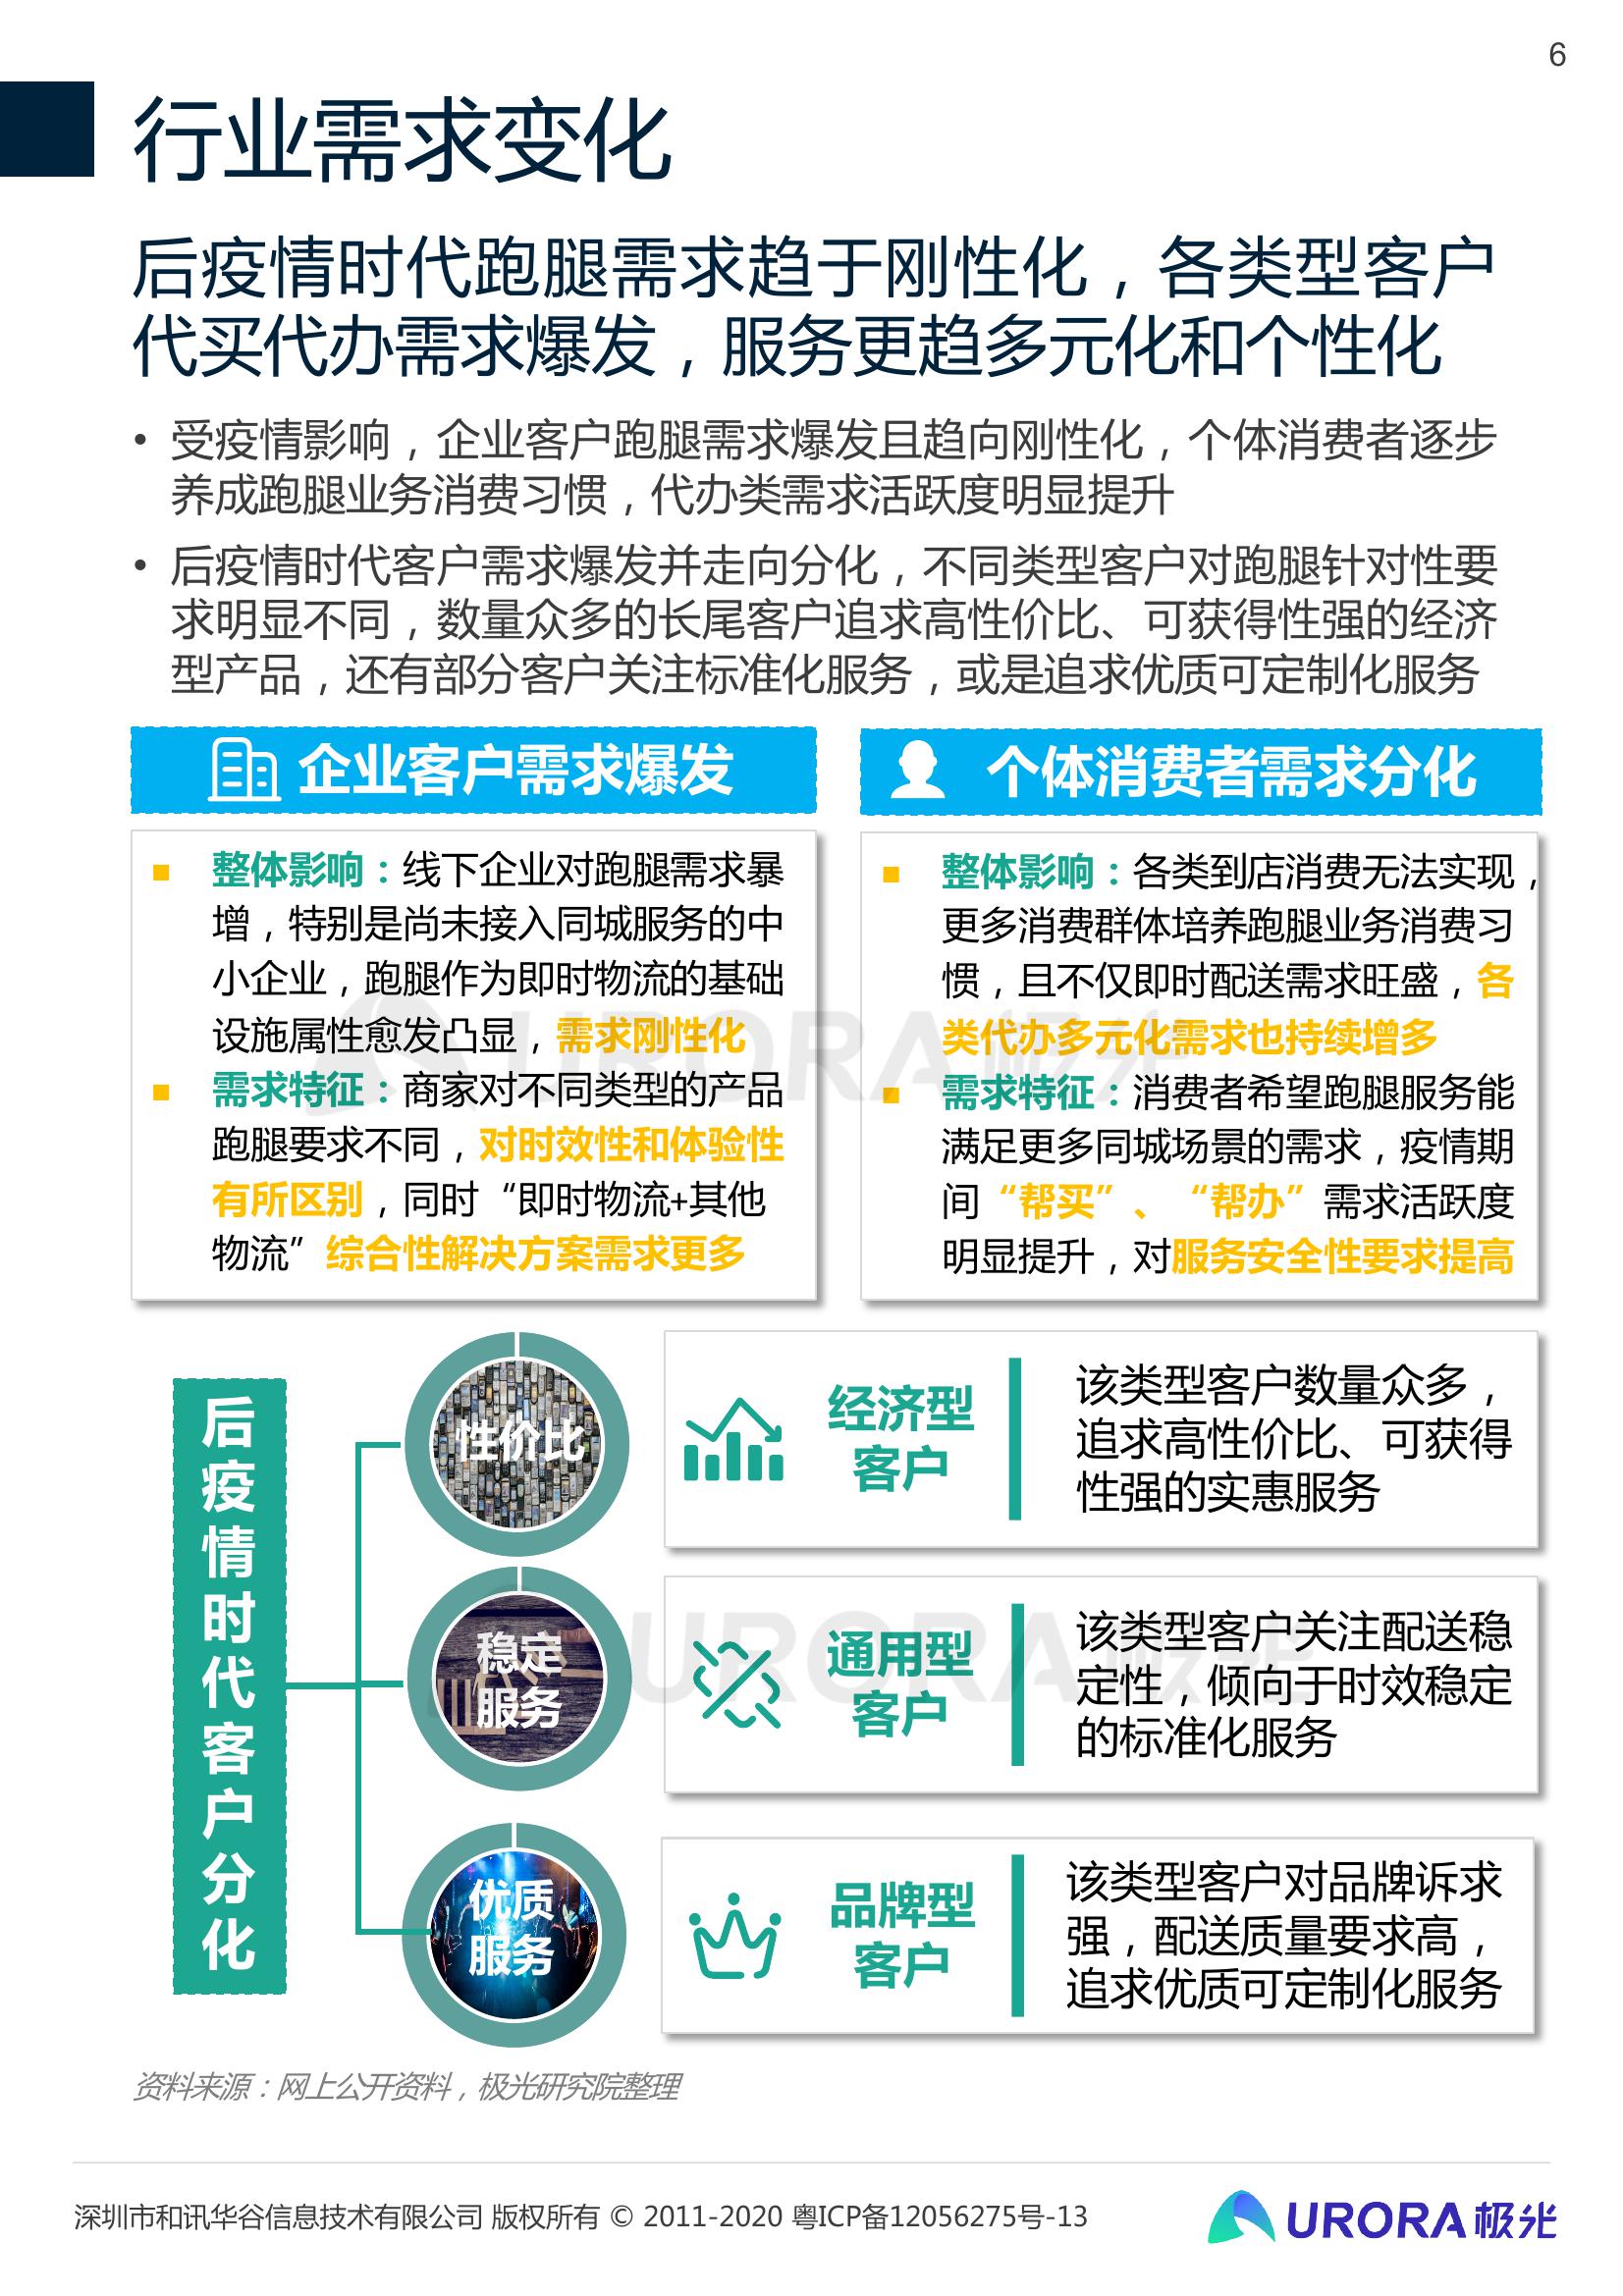 6
行业需求变化
后疫情时代跑腿需求趋于刚性化，各类型客户
代买代办需求爆发，服务更趋多元化和个性化
• 受疫情影响，企业客户跑腿需求爆发且趋向刚性化，个体消费者逐步
养成跑腿业务消费习惯，代办类需求活跃度明显提升
• 后疫情时代客户需求爆发并走向分化，不同类型客户对跑腿针对性要
求明显不同，数量众多的长尾客户追求高性价比、可获得性强的经济
型产品，还有部分客户关注标准化服务，或是追求优质可定制化服务
企业客户需求爆发
整体影响：线下企业对跑腿需求暴
增，特别是尚未接入同城服务的中
小企业，跑腿作为即时物流的基础
设施属性愈发凸显，需求刚性化
需求特征：商家对不同类型的产品
跑腿要求不同，对时效性和体验性
有所区别，同时“即时物流+其他
物流”综合性解决方案需求更多
个体消费者需求分化
整体影响：各类到店消费无法实现，
更多消费群体培养跑腿业务消费习
惯，且不仅即时配送需求旺盛，各
类代办多元化需求也持续增多
需求特征：消费者希望跑腿服务能
满足更多同城场景的需求，疫情期
间“帮买”、“帮办”需求活跃度
明显提升，对服务安全性要求提高
URORA极光
后疫情时代客户分化
性价比
经济型
客户
该类型客户数量众多，
追求高性价比、可获得
性强的实惠服务
稳定
服务
通用型
客户
该类型客户关注配送稳
定性，倾向于时效稳定
的标准化服务
URORA极光
优质
服务
品牌型
客户
该类型客户对品牌诉求
强，配送质量要求高，
追求优质可定制化服务
资料来源：网上公开资料，极光研究院整理
深圳市和讯华谷信息技术有限公司 版权所有 © 2011-2020 粤ICP备12056275号-13
URORA极光